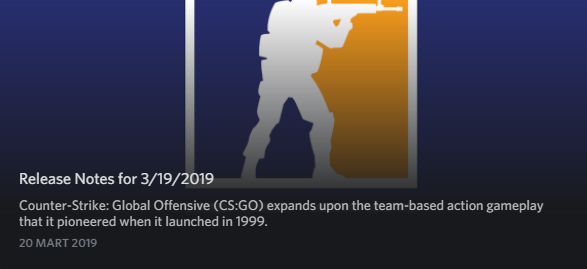 Release Notes for 3/19/2019
Counter-Strike: Global Offensive (CS:GO) expands upon the team-based action gameplay
that it pioneered when it launched in 1999.
20 MART 2019